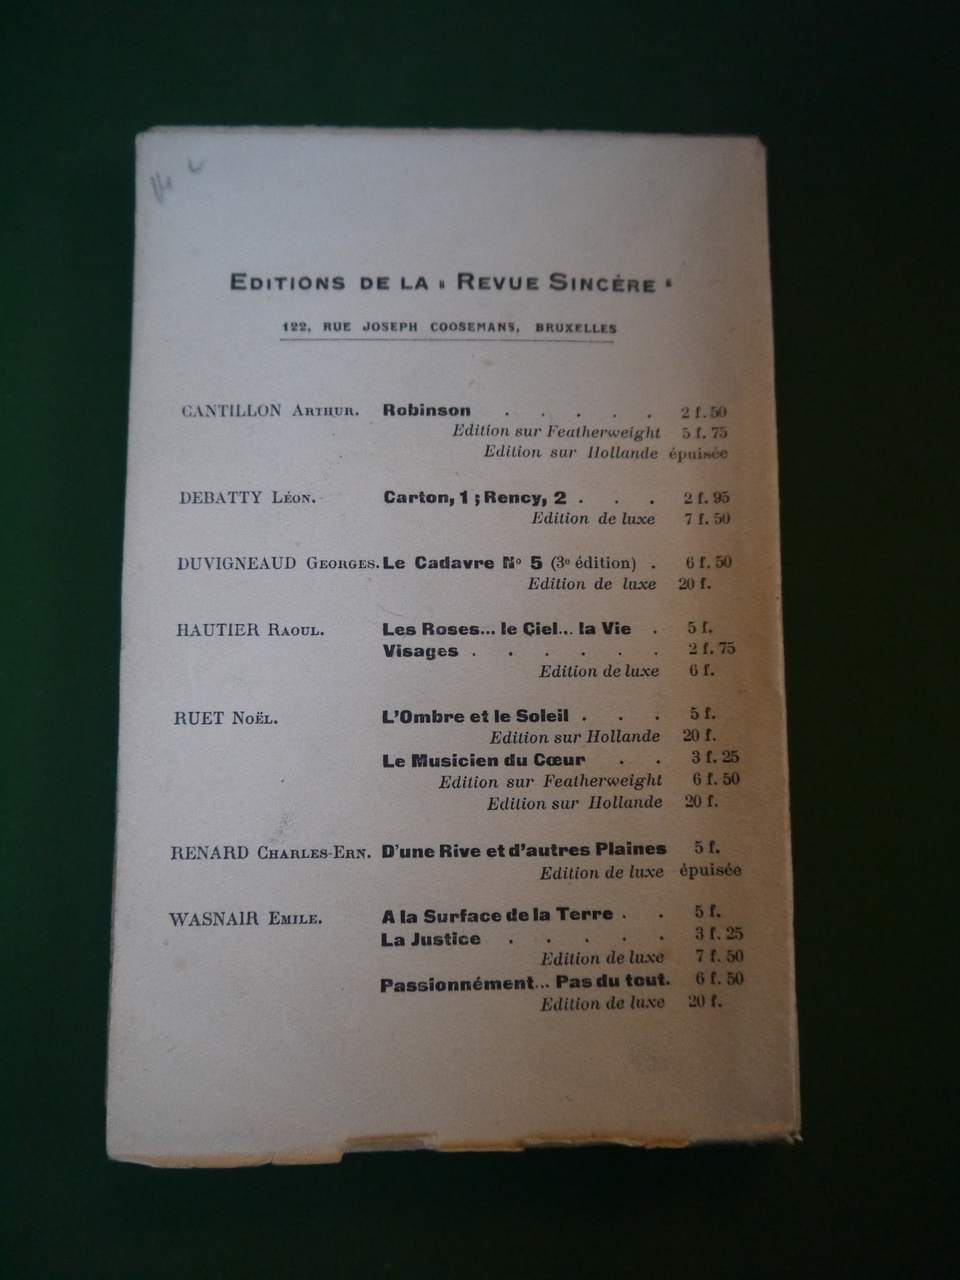 EDITIONS DE LA " REVUE SINCÈRE "
122, RUE JOSEPH COOSEMANS, BRUXELLES
CANTILLON ARTHUR. Robinson . . . . . 2 f. 50
Edition sur Featherweight 5 f. 75
Edition sur Hollande épuisée
DEBATTY LÉON. Carton, 1 ; Rency, 2 . . . 2 f. 95
Edition de luxe 7 f. 50
DUVIGNEAUD GEORGES. Le Cadavre No 5 (3e édition) . 6 f. 50
Edition de luxe 20 f.
HAUTIER RAOUL. Les Roses... le Ciel... la Vie . 5 f.
Visages . . . . . . 2 f. 75
Edition de luxe 6 f.
RUET NOËL. L'Ombre et le Soleil . . . 5 f.
Edition sur Hollande 20 f.
Le Musicien du Cœur . . 3 f. 25
Edition sur Featherweight 6 f. 50
Edition sur Hollande 20 f.
RENARD CHARLES-ERN. D'une Rive et d'autres Plaines 5 f.
Edition de luxe épuisée
WASNAIR EMILE. A la Surface de la Terre . . 5 f.
La Justice . . . . . 3 f. 25
Edition de luxe 7 f. 50
Passionnément... Pas du tout. 6 f. 50
Edition de luxe 20 f.